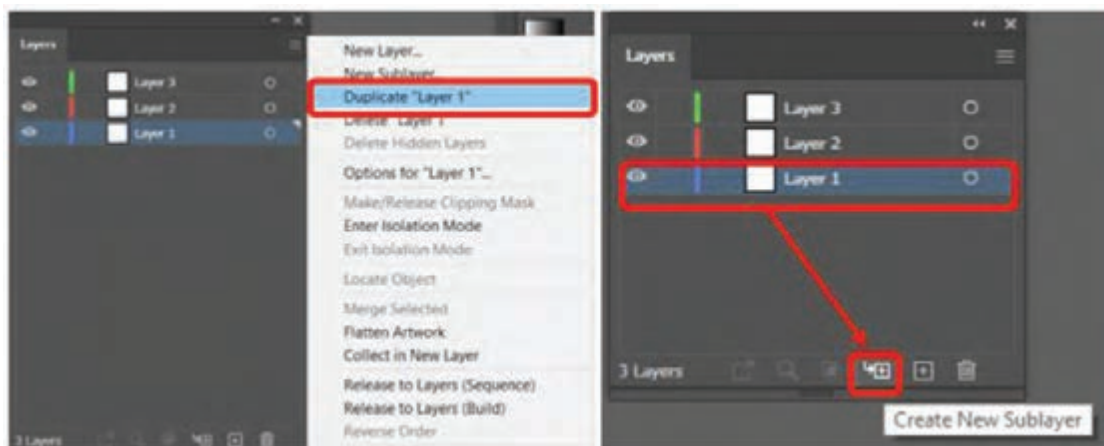 Layers
Layer 3
Layer 2
Layer 1
3 Layers
New Layer...
New Sublayer
Duplicate "Layer 1"
Delete "Layer 1"
Delete Hidden Layers
Options for "Layer 1"...
Make/Release Clipping Mask
Enter Isolation Mode
Exit Isolation Mode
Locate Object
Merge Selected
Flatten Artwork
Collect in New Layer
Release to Layers (Sequence)
Release to Layers (Build)
Reverse Order
Layers
Layer 3
Layer 2
Layer 1
3 Layers
Create New Sublayer